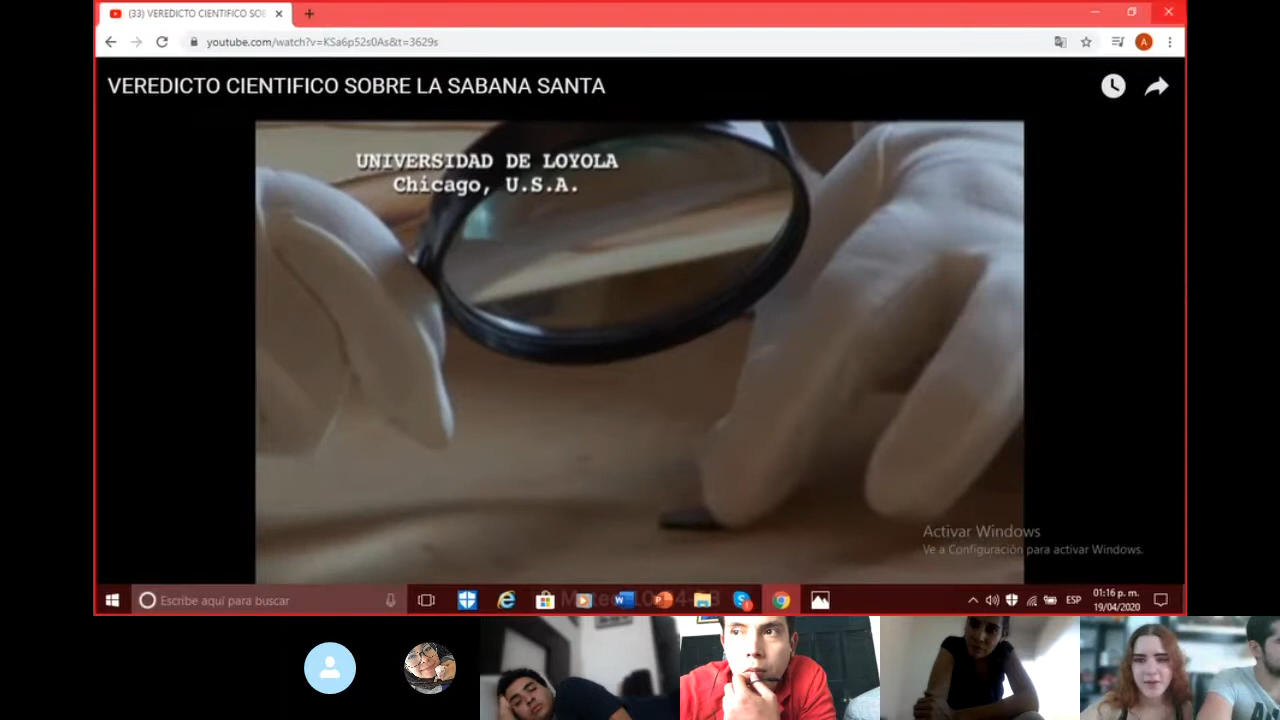 (33) VEREDICTO CIENTIFICO SOB
youtube.com/watch?v=KSa6p52s0As&t=3629s
A
VEREDICTO CIENTIFICO SOBRE LA SABANA SANTA
UNIVERSIDAD DE LOYOLA
Chicago, U.S.A.
Activar Windows
Ve a Configuración para activar Windows.
Escribe aquí para buscar
ESP
01:16 p. m.
19/04/2020